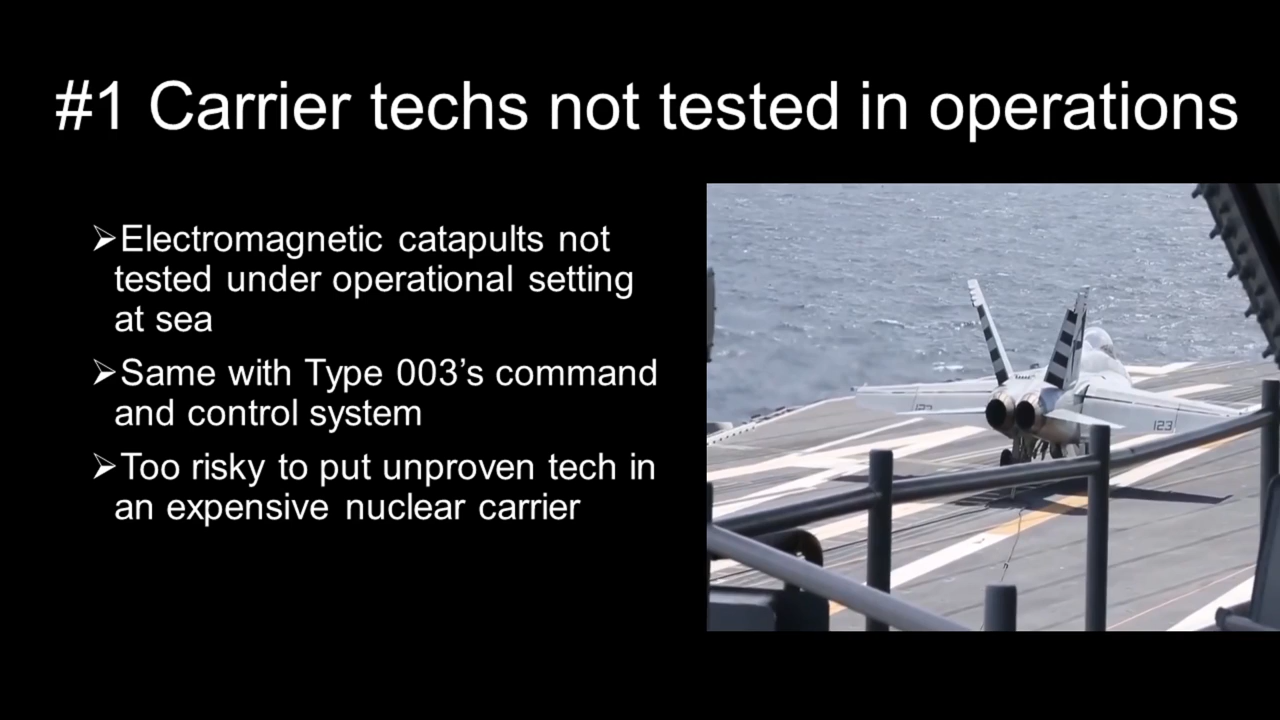 #1 Carrier techs not tested in operations
➢Electromagnetic catapults not
tested under operational setting
at sea
➢Same with Type 003’s command
and control system
➢Too risky to put unproven tech in
an expensive nuclear carrier
123
123